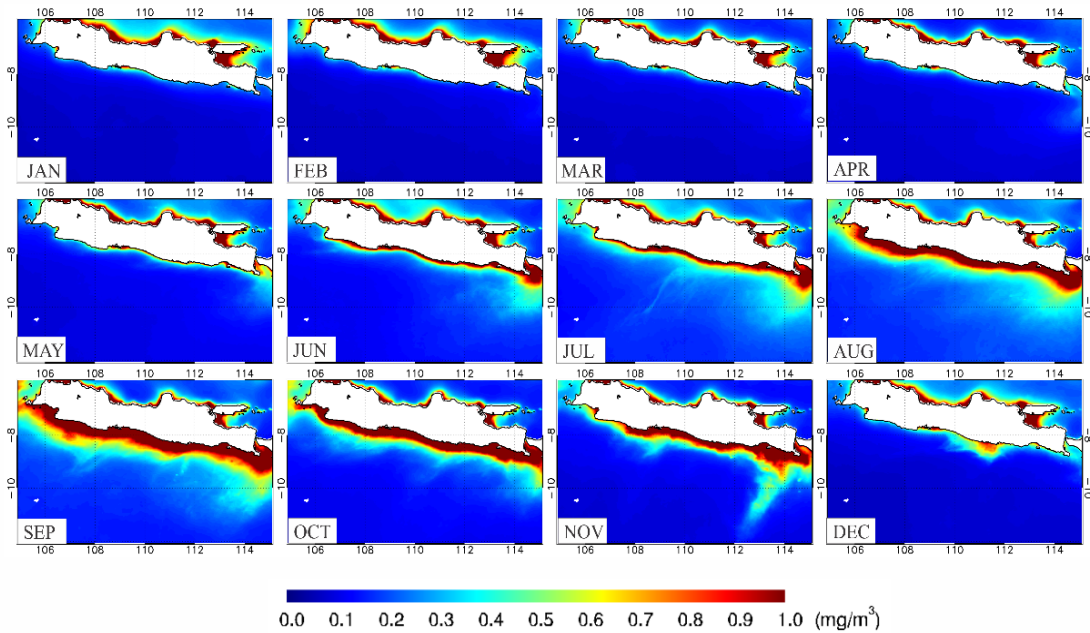 106 108 110 112 114 106 108 110 112 114 106 108 110 112 114 106 108 110 112 114
−8 −8 −8 −8
−10 −10 −10 −10
JAN FEB MAR APR
−8 −8 −8 −8
−10 −10 −10 −10
MAY JUN JUL AUG
−8 −8 −8 −8
−10 −10 −10 −10
SEP OCT NOV DEC
106 108 110 112 114 106 108 110 112 114 106 108 110 112 114 106 108 110 112 114
0.0 0.1 0.2 0.3 0.4 0.5 0.6 0.7 0.8 0.9 1.0 (mg/m³)